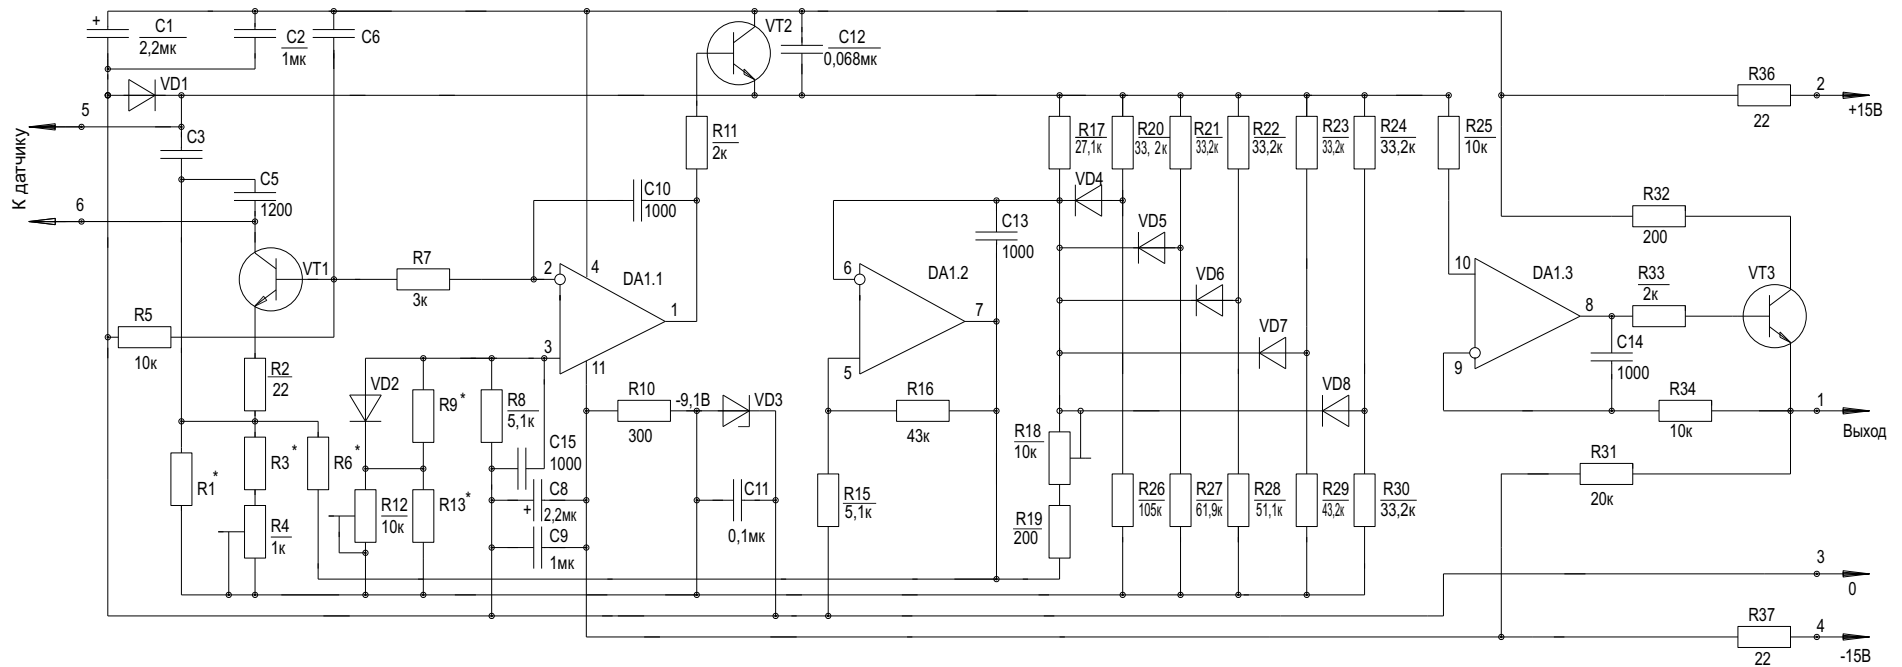 +
C1
2,2мк
C2
1мк
C6
VT2
C12
0,068мк
VD1
5
К датчику
C3
6
C5
1200
VT1
R5
10к
R2
22
R1*
R3*
R4
1к
R6*
R7
3к
VD2
R9*
R12
10к
R13*
R8
5,1к
C15
1000
C8
+
2,2мк
C9
1мк
C10
1000
R11
2к
2
4
DA1.1
1
3
11
R10
300
-9,1В
VD3
C11
0,1мк
6
DA1.2
7
5
R16
43к
R15
5,1к
C13
1000
R17
27,1к
R20
33, 2к
R21
33,2к
R22
33,2к
R23
33,2к
R24
33,2к
R25
10к
VD4
VD5
VD6
VD7
VD8
R18
10к
R19
200
R26
105к
R27
61,9к
R28
51,1к
R29
43,2к
R30
33,2к
10
DA1.3
8
9
C14
1000
R32
200
R33
2к
VT3
R34
10к
R31
20к
R36
22
2
+15В
1
Выход
3
0
R37
22
4
-15В